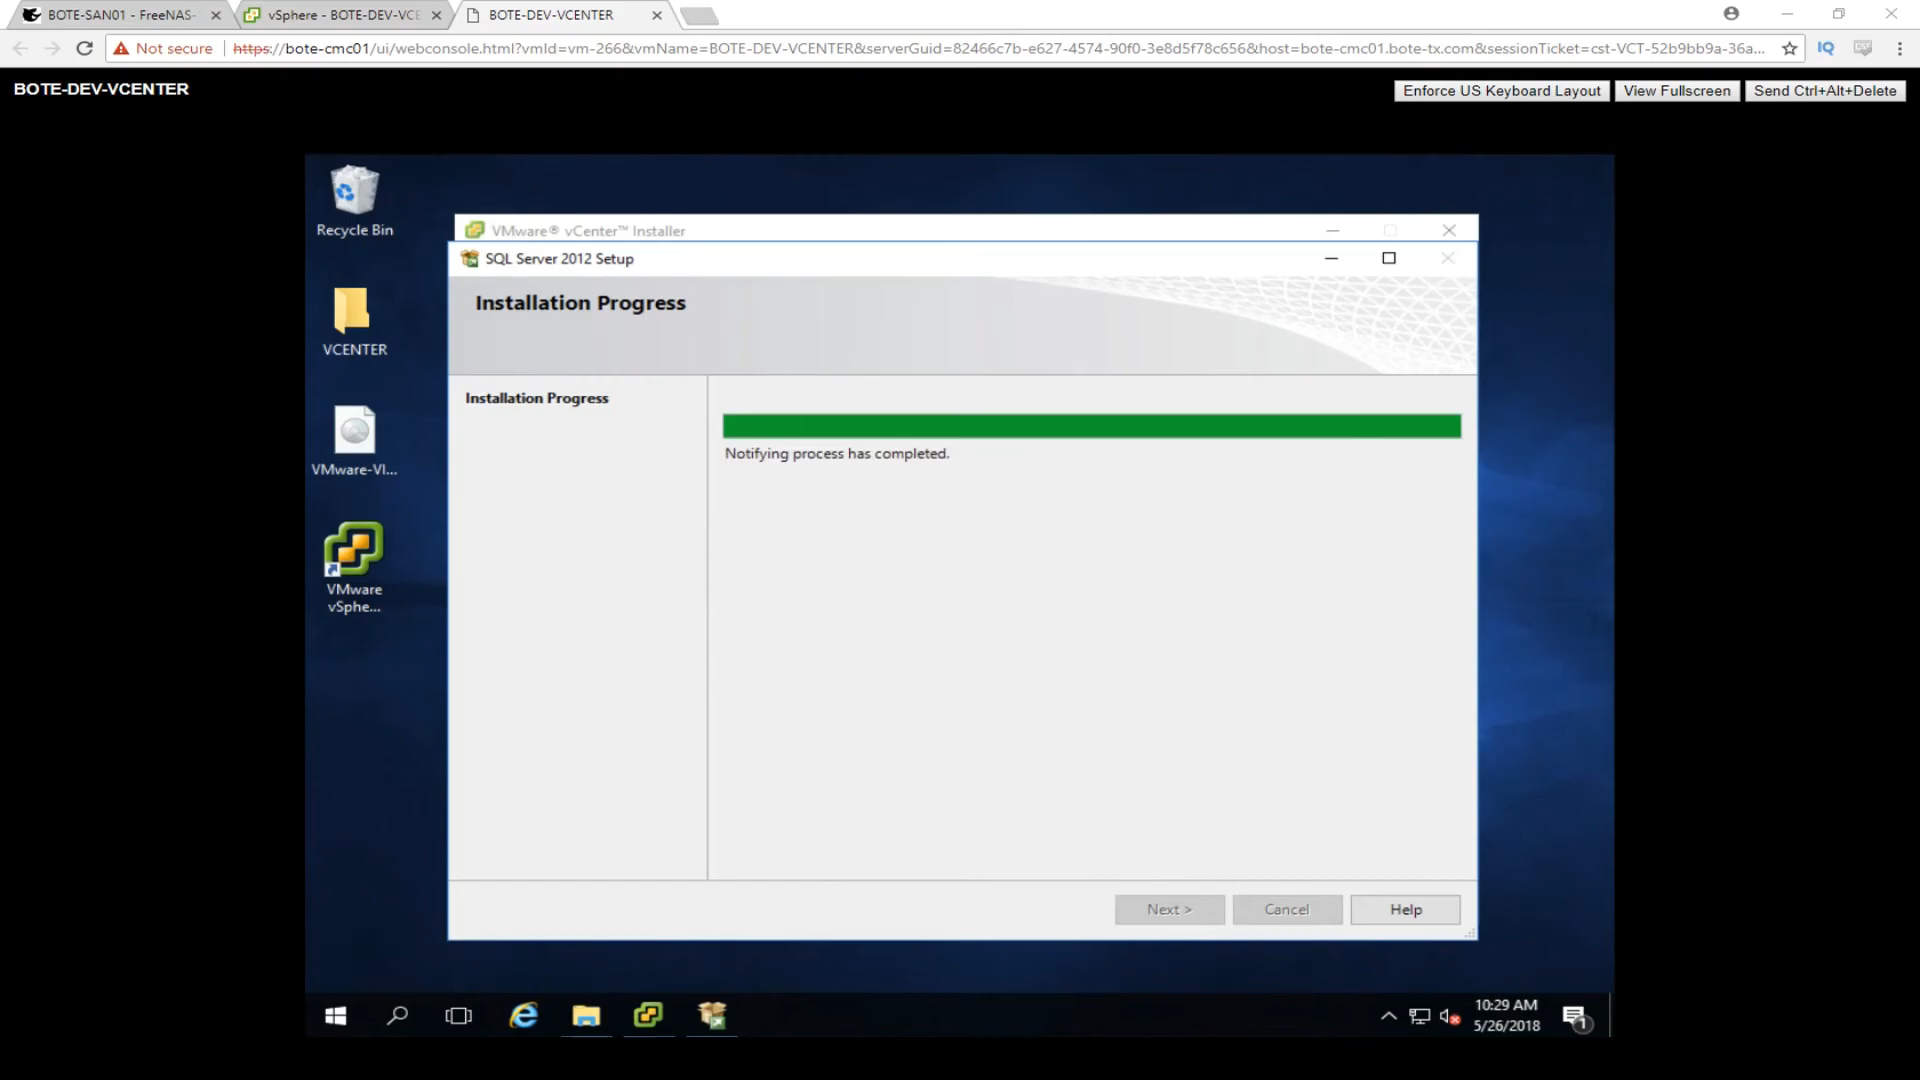 BOTE-SAN01 - FreeNAS-
vSphere - BOTE-DEV-VCE
BOTE-DEV-VCENTER
Not secure
https://bote-cmc01/ui/webconsole.html?vmId=vm-266&vmName=BOTE-DEV-VCENTER&serverGuid=82466c7b-e627-4574-90f0-3e8d5f78c656&host=bote-cmc01.bote-tx.com&sessionTicket=cst-VCT-52b9bb9a-36a...
IQ
BOTE-DEV-VCENTER
Enforce US Keyboard Layout
View Fullscreen
Send Ctrl+Alt+Delete
Recycle Bin
VCENTER
VMware-VI...
VMware
vSphe...
VMware® vCenter™ Installer
SQL Server 2012 Setup
Installation Progress
Installation Progress
Notifying process has completed.
Next >
Cancel
Help
10:29 AM
5/26/2018
1